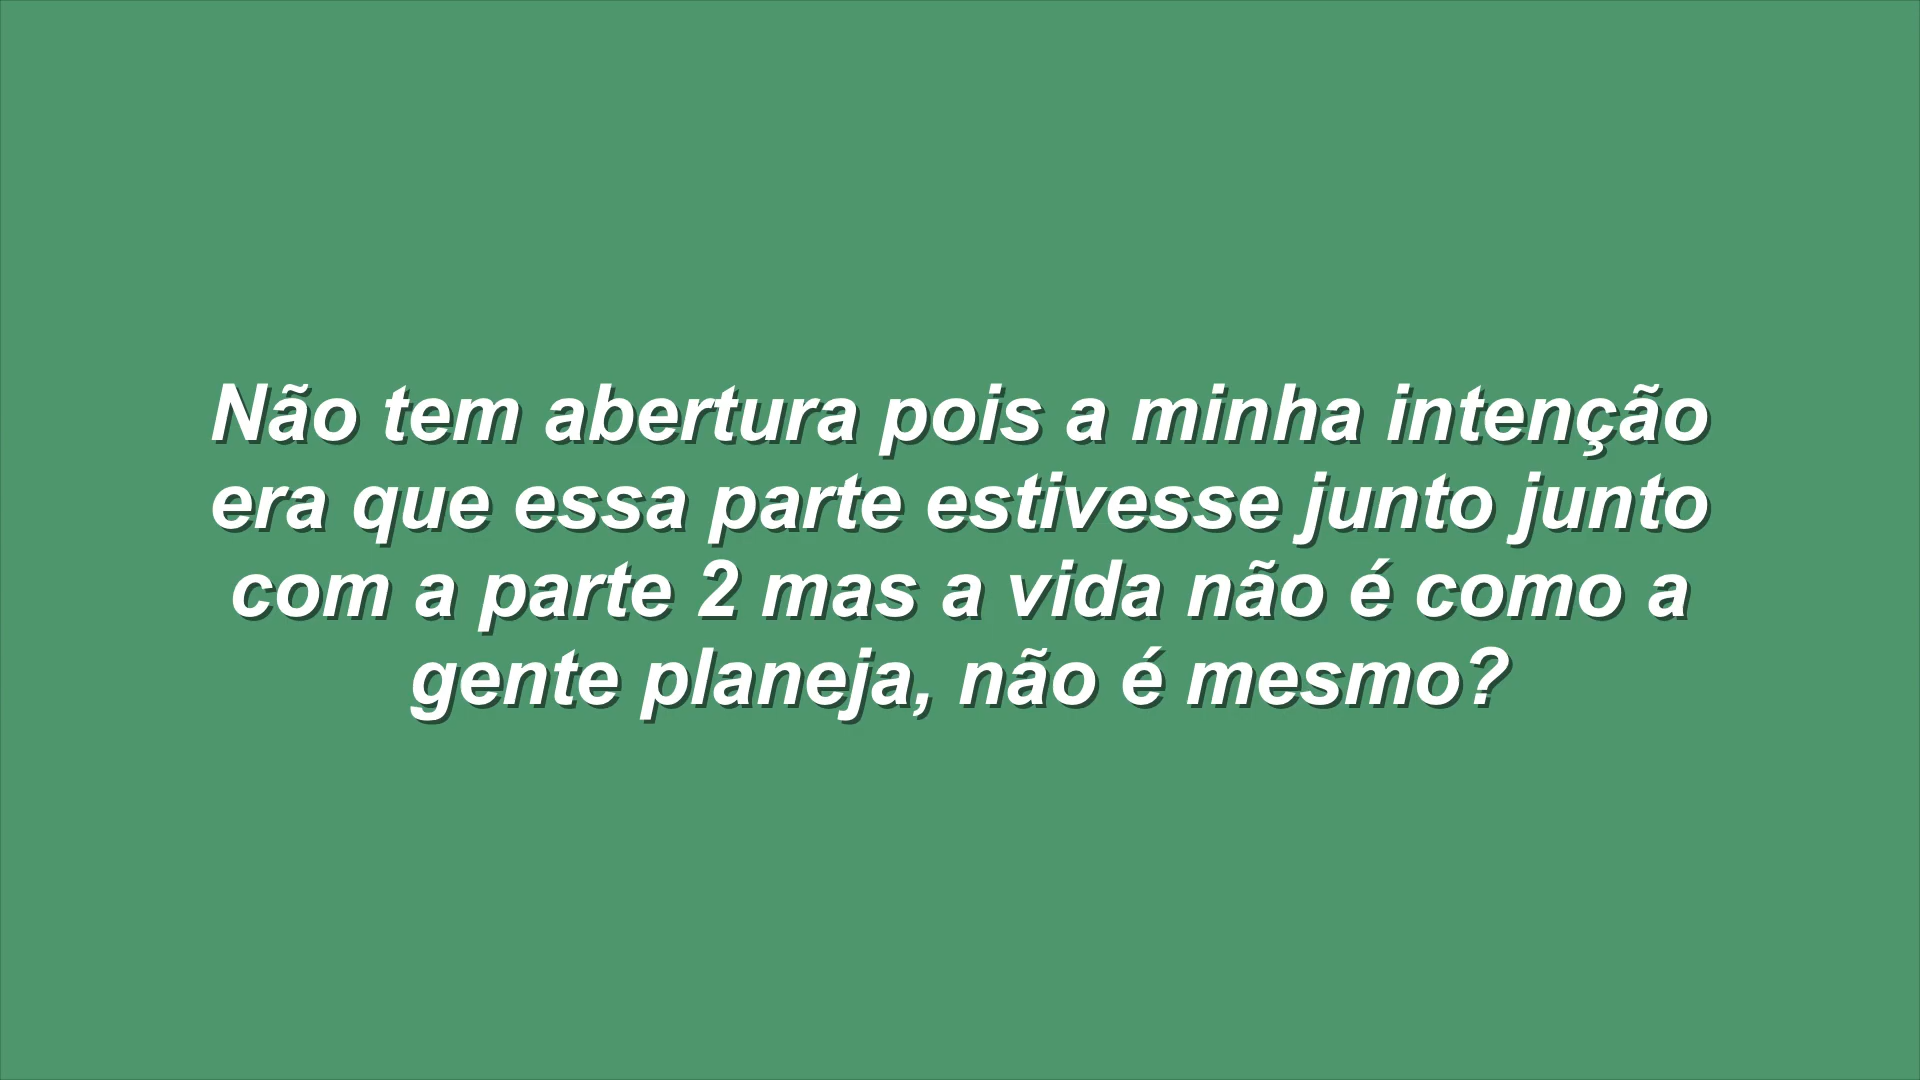 Não tem abertura pois a minha intenção
era que essa parte estivesse junto junto
com a parte 2 mas a vida não é como a
gente planeja, não é mesmo?